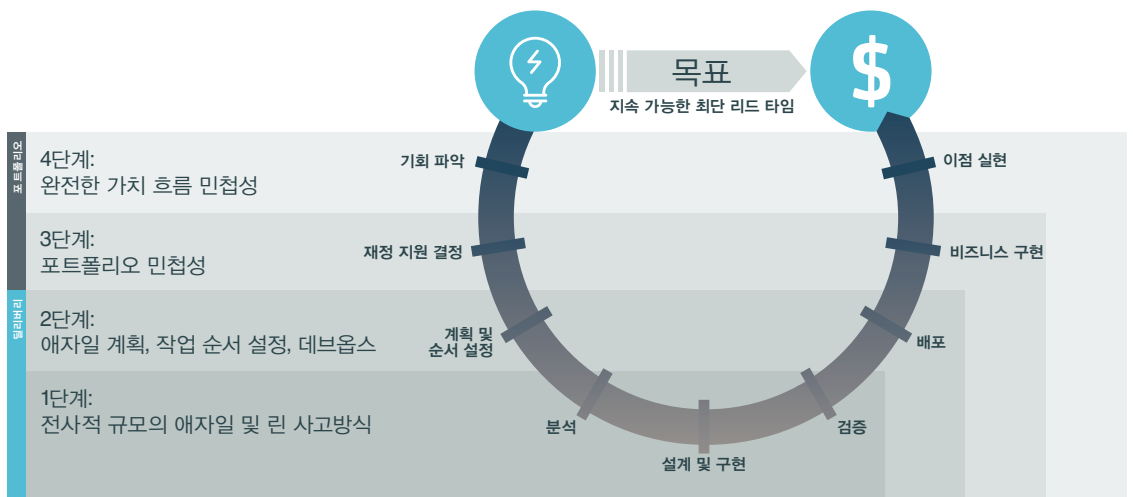 목표
$
지속 가능한 최단 리드 타임
포트폴리오
4단계:
완전한 가치 흐름 민첩성
기회 파악
이점 실현
3단계:
포트폴리오 민첩성
재정 지원 결정
비즈니스 구현
딜리버리
2단계:
애자일 계획, 작업 순서 설정, 데브옵스
계획 및
순서 설정
배포
1단계:
전사적 규모의 애자일 및 린 사고방식
분석
검증
설계 및 구현